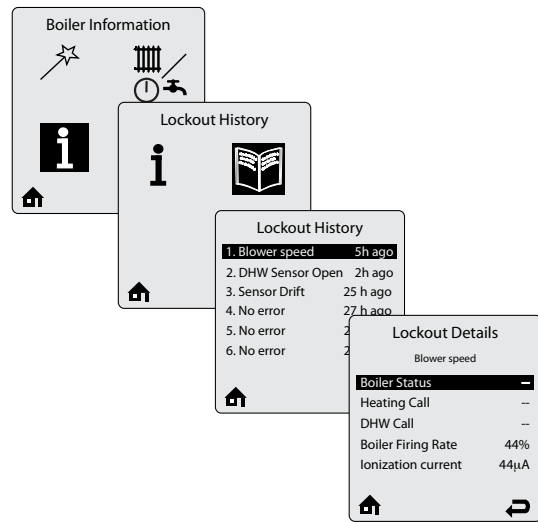 Boiler Information
Lockout History
Lockout History
1. Blower speed 5h ago
2. DHW Sensor Open 2h ago
3. Sensor Drift 25 h ago
4. No error 27 h ago
5. No error 2
6. No error 2
Lockout Details
Blower speed
Boiler Status --
Heating Call --
DHW Call --
Boiler Firing Rate 44%
Ionization current 44µA